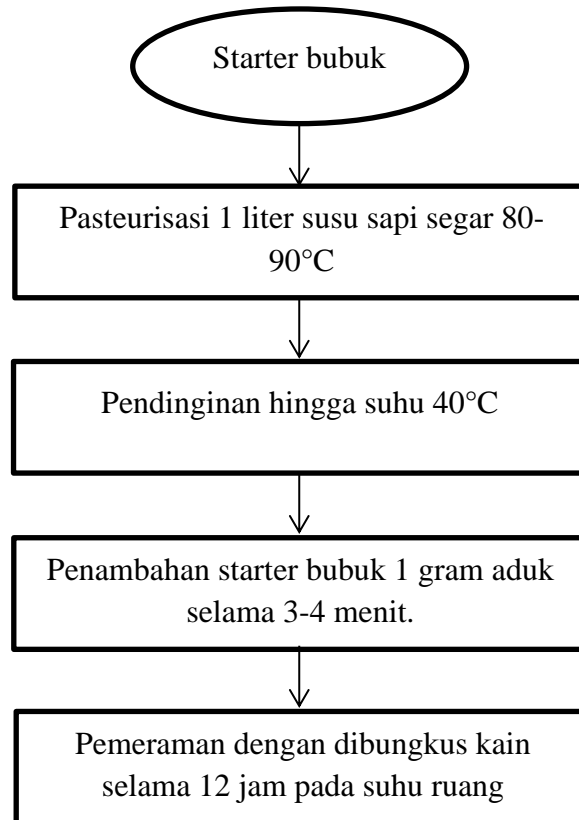 Starter bubuk
Pasteurisasi 1 liter susu sapi segar 80-
90°C
Pendinginan hingga suhu 40°C
Penambahan starter bubuk 1 gram aduk
selama 3-4 menit.
Pemeraman dengan dibungkus kain
selama 12 jam pada suhu ruang